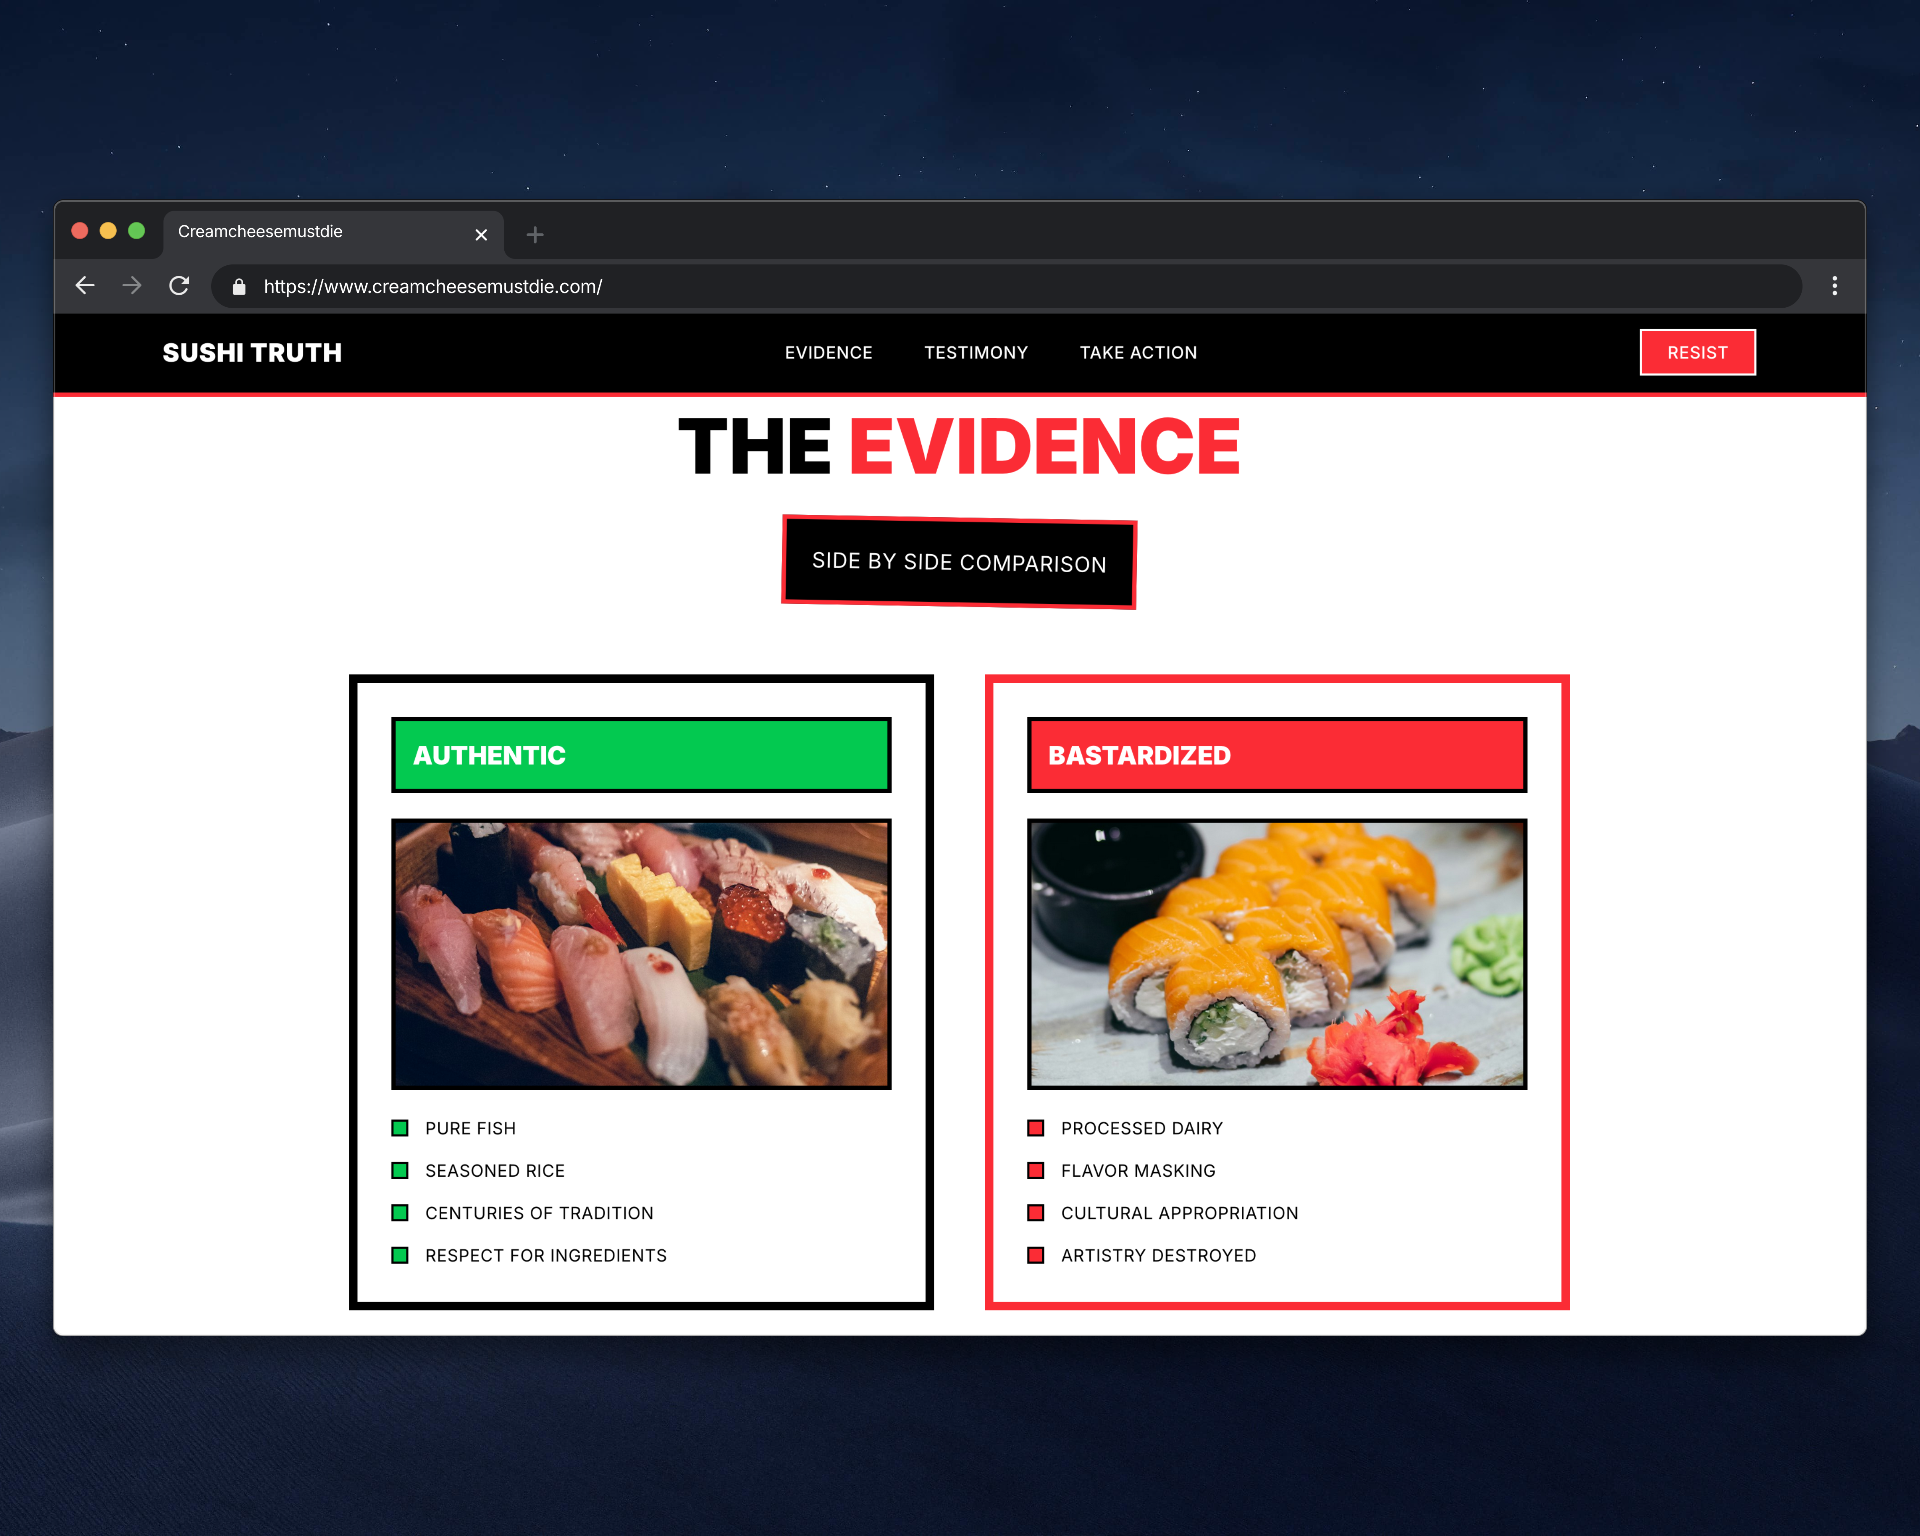 Creamcheesemustdie
https://www.creamcheesemustdie.com/
SUSHI TRUTH
EVIDENCE
TESTIMONY
TAKE ACTION
RESIST
THE EVIDENCE
SIDE BY SIDE COMPARISON
AUTHENTIC
PURE FISH
SEASONED RICE
CENTURIES OF TRADITION
RESPECT FOR INGREDIENTS
BASTARDIZED
PROCESSED DAIRY
FLAVOR MASKING
CULTURAL APPROPRIATION
ARTISTRY DESTROYED